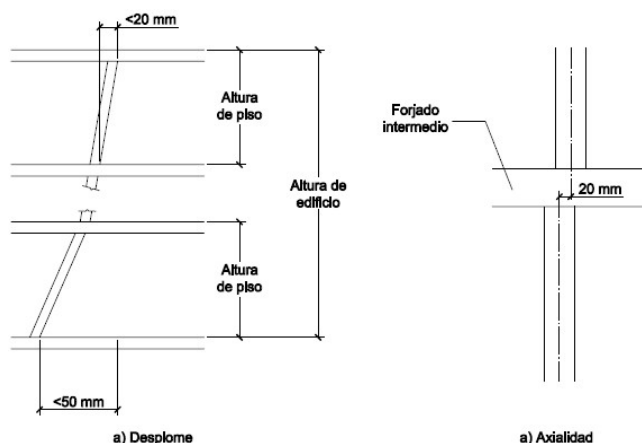 <20 mm
Altura
de piso
Altura de
edificio
Altura
de piso
<50 mm
a) Desplome
Forjado
intermedio
20 mm
a) Axialidad